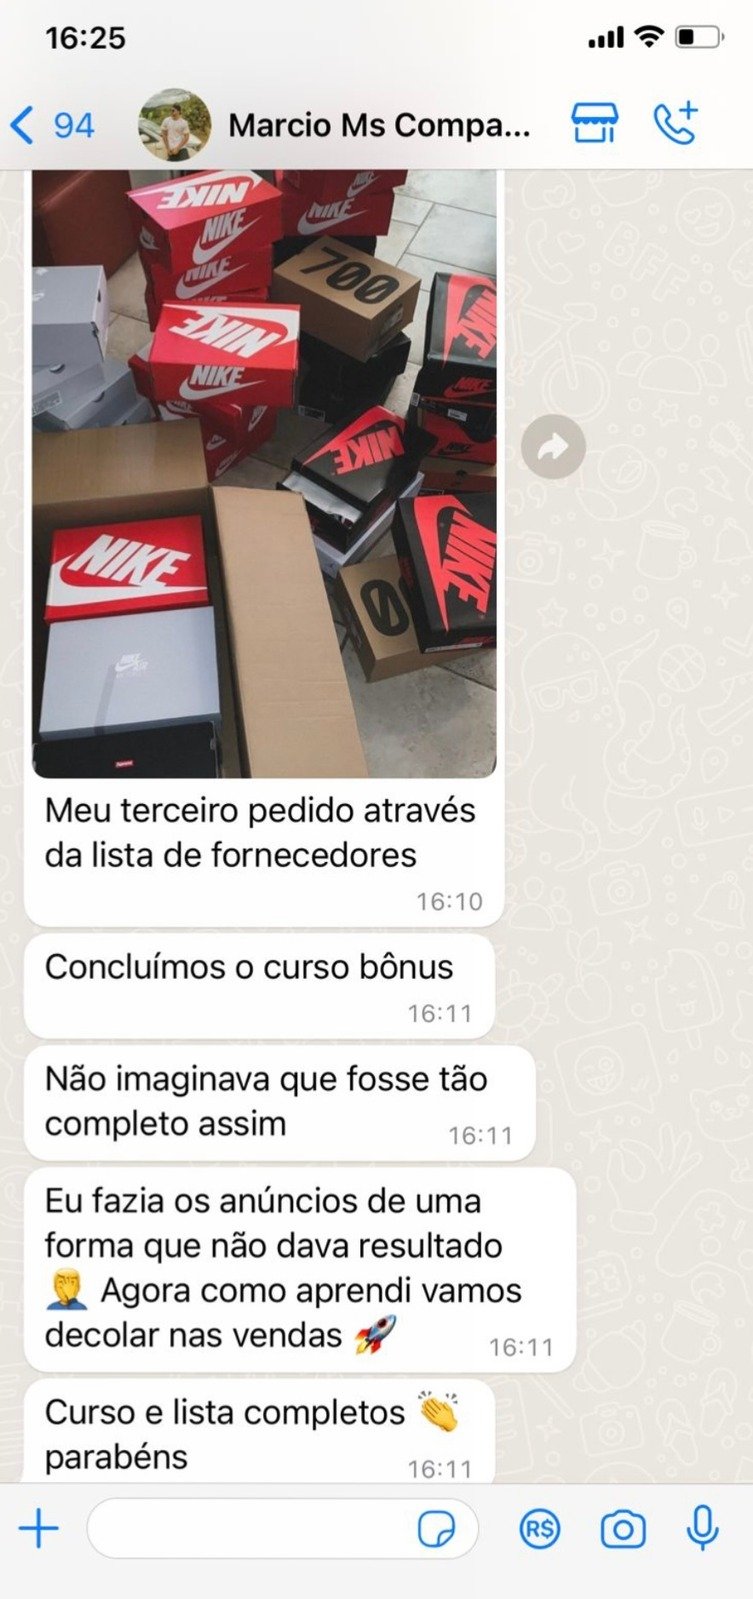 16:25
94
Marcio Ms Compa...
NIKE
NIKE
NIKE
NIKE
700
NIKE
NIKE
NIKE
NIKE
NIKE
NIKE
NIKE
Meu terceiro pedido através
da lista de fornecedores
16:10
Concluímos o curso bônus
16:11
Não imaginava que fosse tão
completo assim
16:11
Eu fazia os anúncios de uma
forma que não dava resultado
🤦‍♂️ Agora como aprendi vamos
decolar nas vendas 🚀
16:11
Curso e lista completos 👏
parabéns
16:11
R$